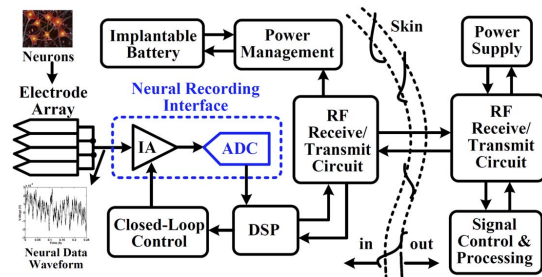 Neurons
Electrode
Array
Neural Data
Waveform
Implantable
Battery
Power
Management
Neural Recording
Interface
IA
ADC
Closed-Loop
Control
DSP
RF
Receive/
Transmit
Circuit
Skin
in
out
Power
Supply
RF
Receive/
Transmit
Circuit
Signal
Control &
Processing